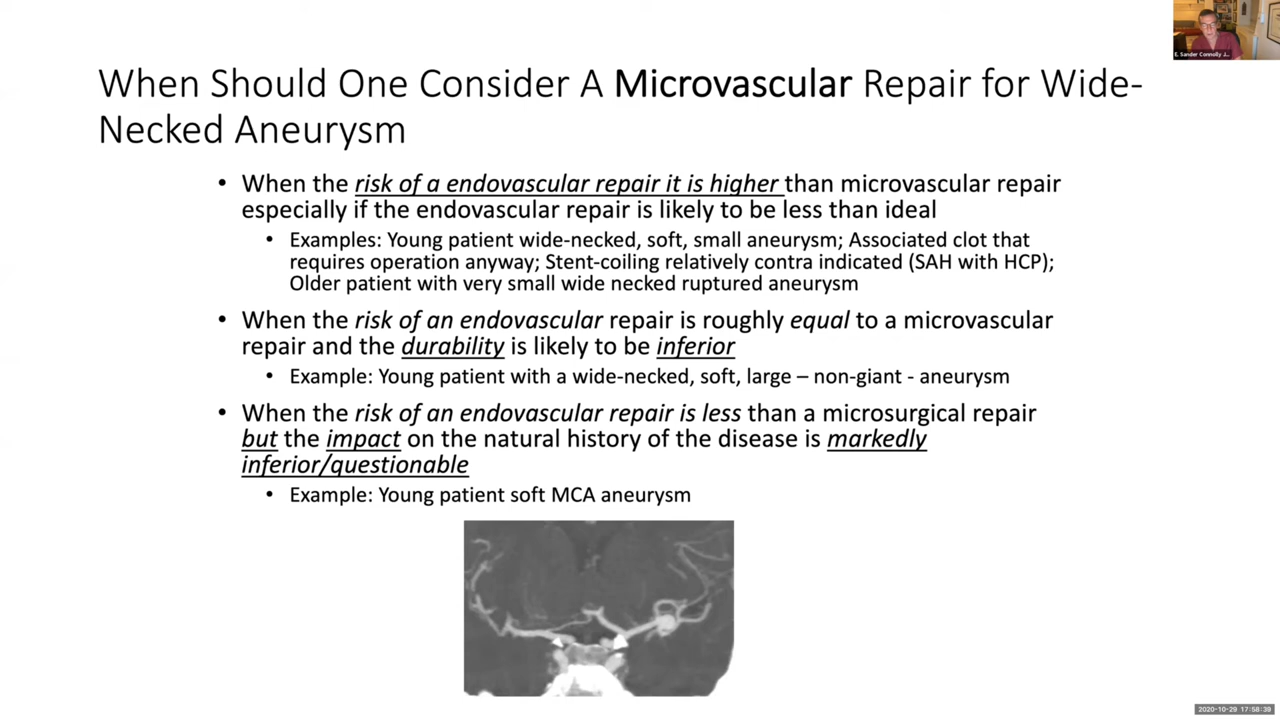 E. Sander Connolly J...
When Should One Consider A Microvascular Repair for Wide-
Necked Aneurysm
• When the risk of a endovascular repair it is higher than microvascular repair
especially if the endovascular repair is likely to be less than ideal
• Examples: Young patient wide-necked, soft, small aneurysm; Associated clot that
requires operation anyway; Stent-coiling relatively contra indicated (SAH with HCP);
Older patient with very small wide necked ruptured aneurysm
• When the risk of an endovascular repair is roughly equal to a microvascular
repair and the durability is likely to be inferior
• Example: Young patient with a wide-necked, soft, large – non-giant - aneurysm
• When the risk of an endovascular repair is less than a microsurgical repair
but the impact on the natural history of the disease is markedly
inferior/questionable
• Example: Young patient soft MCA aneurysm
2020-10-29 17:58:39